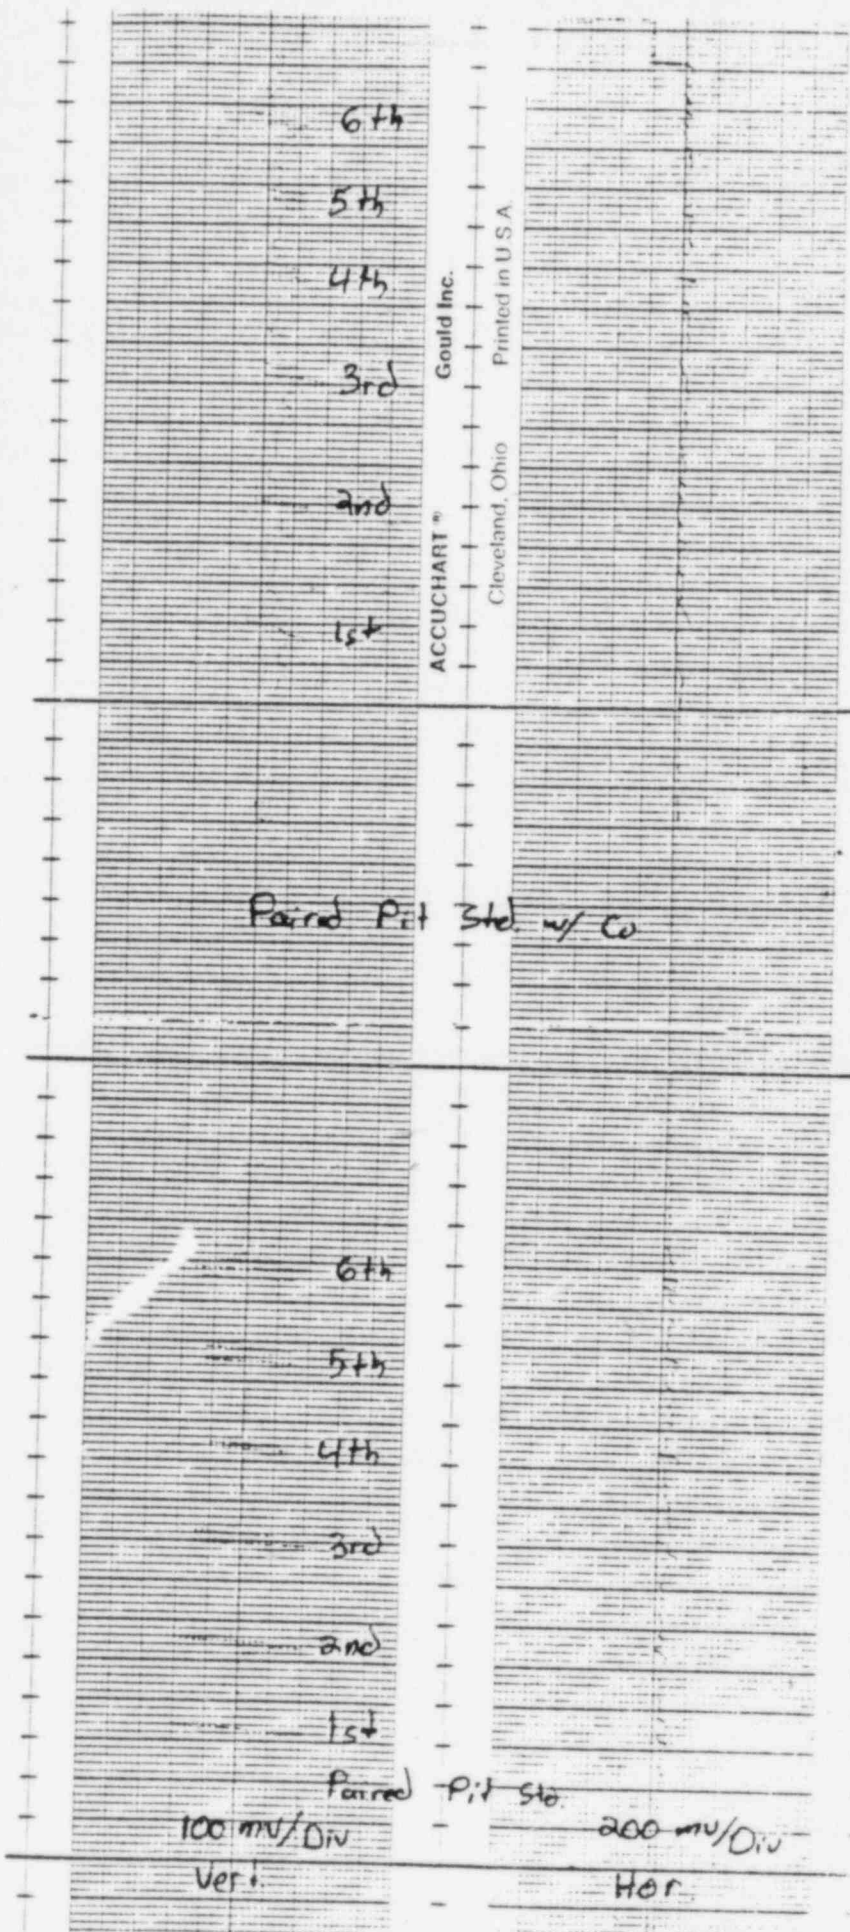 6th
5th
4th
3rd
2nd
1st
ACCUCHART ® Gould Inc.
Cleveland, Ohio Printed in U S A
Paired Pit Std. w/ Cu
6th
5th
4th
3rd
2nd
1st
Paired Pit Std.
100 mv/Div
200 mv/Div
Vert.
Hor